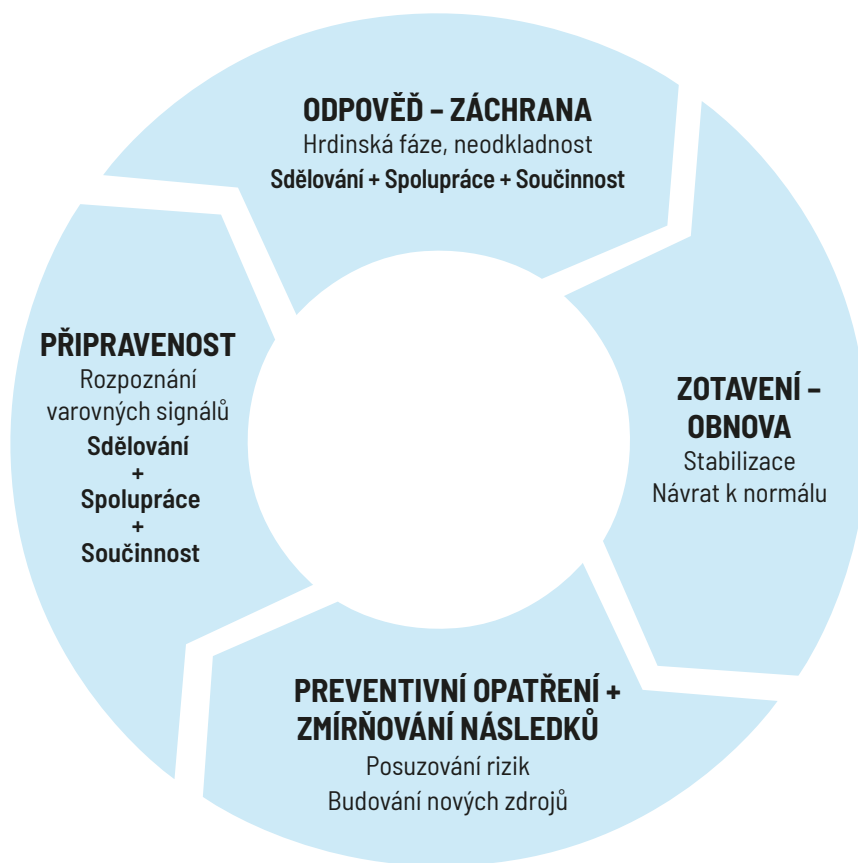 ODPOVĚĎ – ZÁCHRANA
Hrdinská fáze, neodkladnost
Sdělování + Spolupráce + Součinnost
ZOTAVENÍ –
OBNOVA
Stabilizace
Návrat k normálu
PREVENTIVNÍ OPATŘENÍ +
ZMÍRŇOVÁNÍ NÁSLEDKŮ
Posuzování rizik
Budování nových zdrojů
PŘIPRAVENOST
Rozpoznání
varovných signálů
Sdělování
+
Spolupráce
+
Součinnost